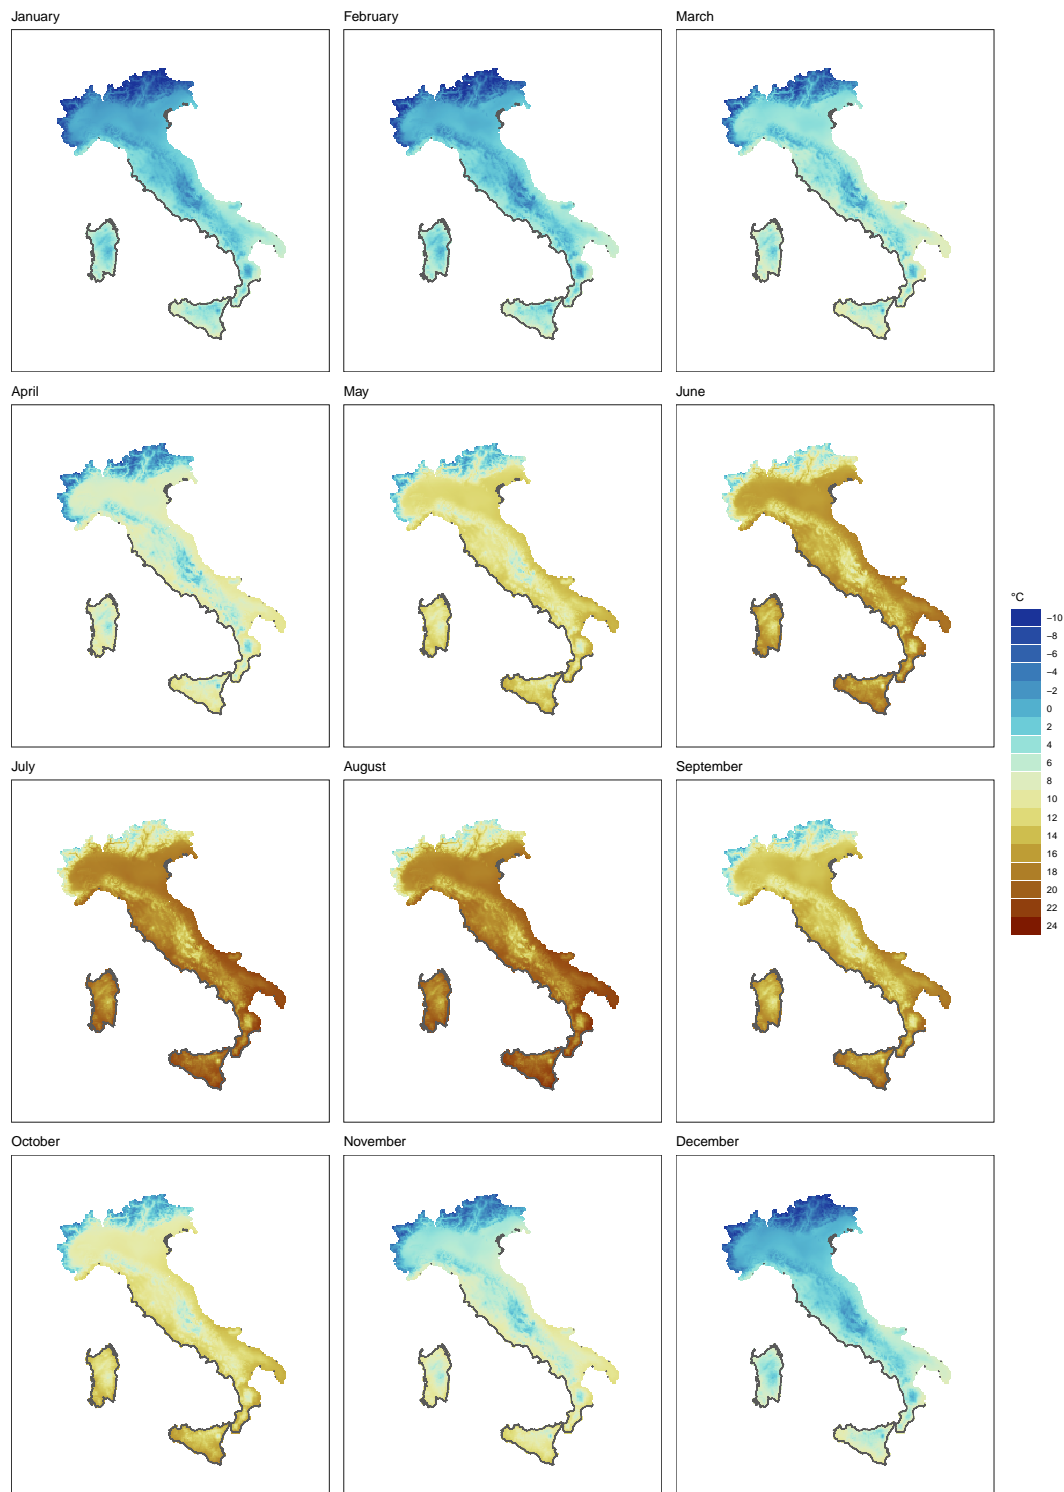 January
February
March
April
May
June
July
August
September
October
November
December
°C
−10
−8
−6
−4
−2
0
2
4
6
8
10
12
14
16
18
20
22
24